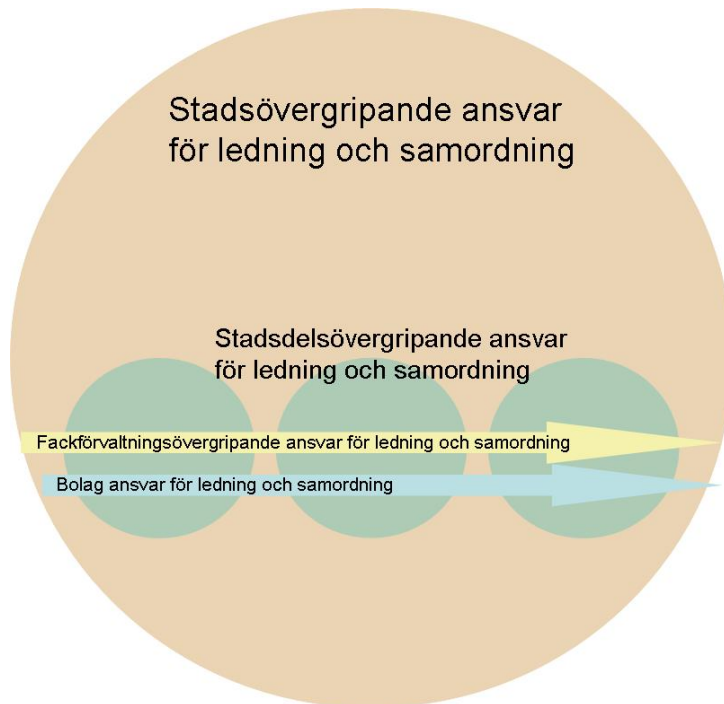 Stadsövergripande ansvar
för ledning och samordning
Stadsdelsövergripande ansvar
för ledning och samordning
Fackförvaltningsövergripande ansvar för ledning och samordning
Bolag ansvar för ledning och samordning